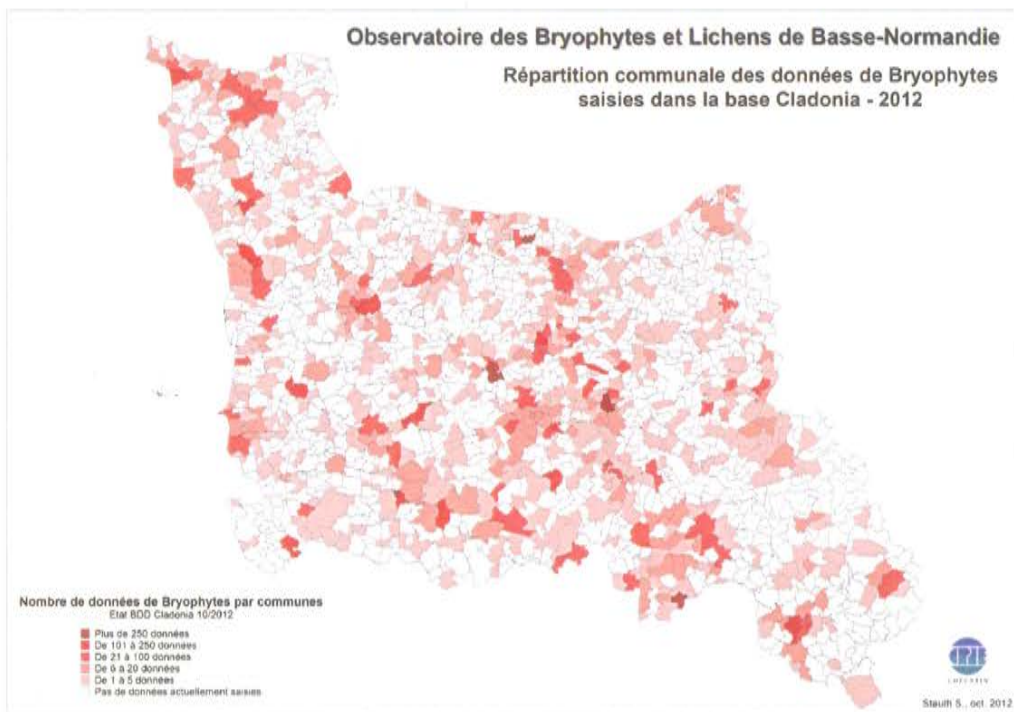 Observatoire des Bryophytes et Lichens de Basse-Normandie
Répartition communale des données de Bryophytes
saisies dans la base Cladonia - 2012
Nombre de données de Bryophytes par communes
Etat BDD Cladonia 10/2012
Plus de 250 données
De 101 à 250 données
De 21 à 100 données
De 6 à 20 données
De 1 à 5 données
Pas de données actuellement saisies
CPIE
COTENTIN
5., oct. 2012